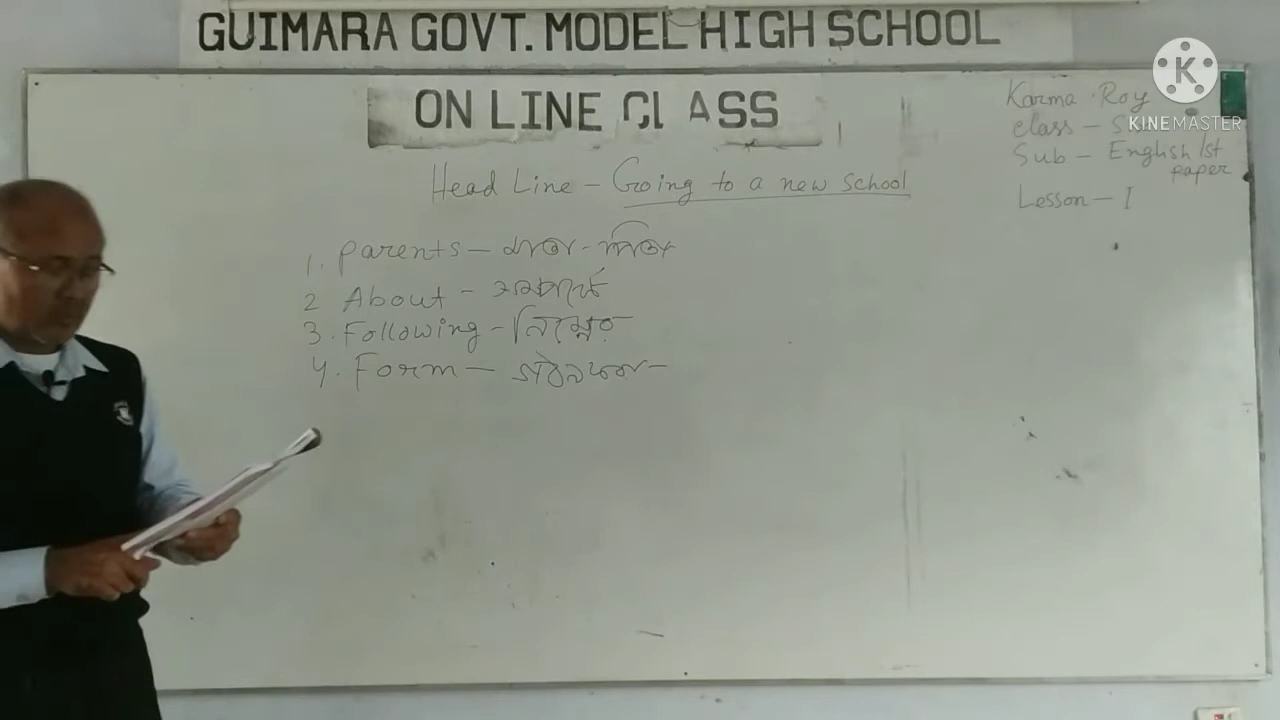 GUIMARA GOVT. MODEL HIGH SCHOOL
ON LINE CLASS
K
KINEMASTER
Karma Roy
class -
Sub - English 1st
paper
Lesson - I
Head Line - Going to a new School
1. parents - মাতা-পিতা
2 About - সম্পর্কে
3. Following - নিম্নের
4. Form -